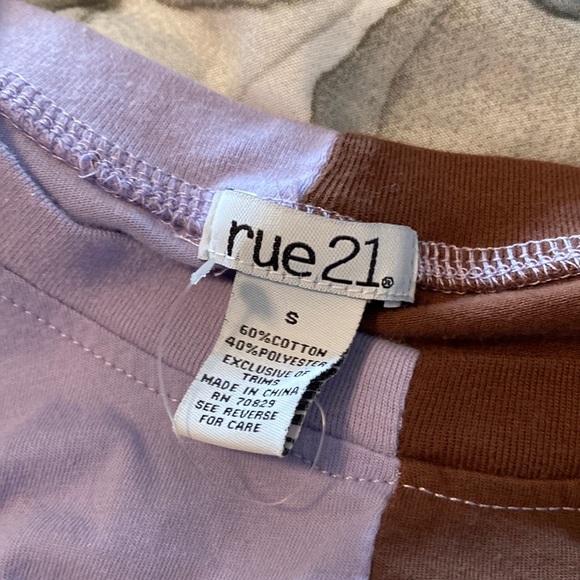 rue21®
S
60%COTTON
40%POLYESTER
EXCLUSIVE OF
TRIMS
MADE IN CHINA
RN 70829
SEE REVERSE
FOR CARE